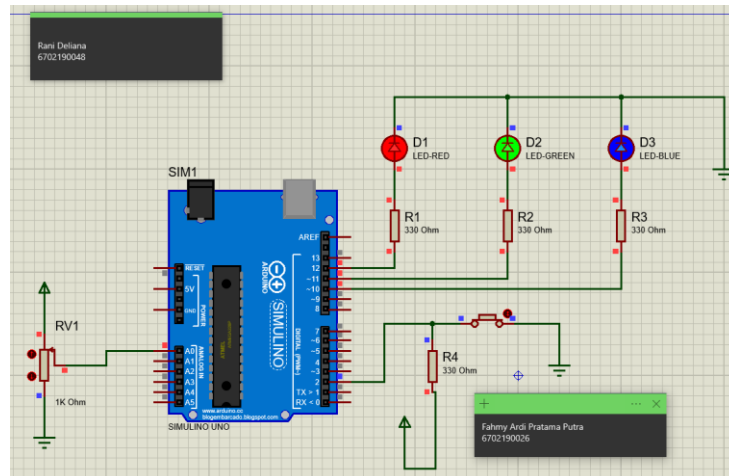 Rani Deliana
6702190048
D1
LED-RED
D2
LED-GREEN
D3
LED-BLUE
SIM1
R1
330 Ohm
R2
330 Ohm
R3
330 Ohm
AREF
13
12
~11
~10
~9
8
RESET
5V
GND
POWER
ARDUINO
SIMULINO
ANALOG IN
DIGITAL (PWM~)
A0
A1
A2
A3
A4
A5
7
~6
~5
4
~3
2
TX > 1
RX < 0
www.arduino.cc
blogembarcado.blogspot.com
SIMULINO UNO
RV1
1K Ohm
R4
330 Ohm
Fahmy Ardi Pratama Putra
6702190026